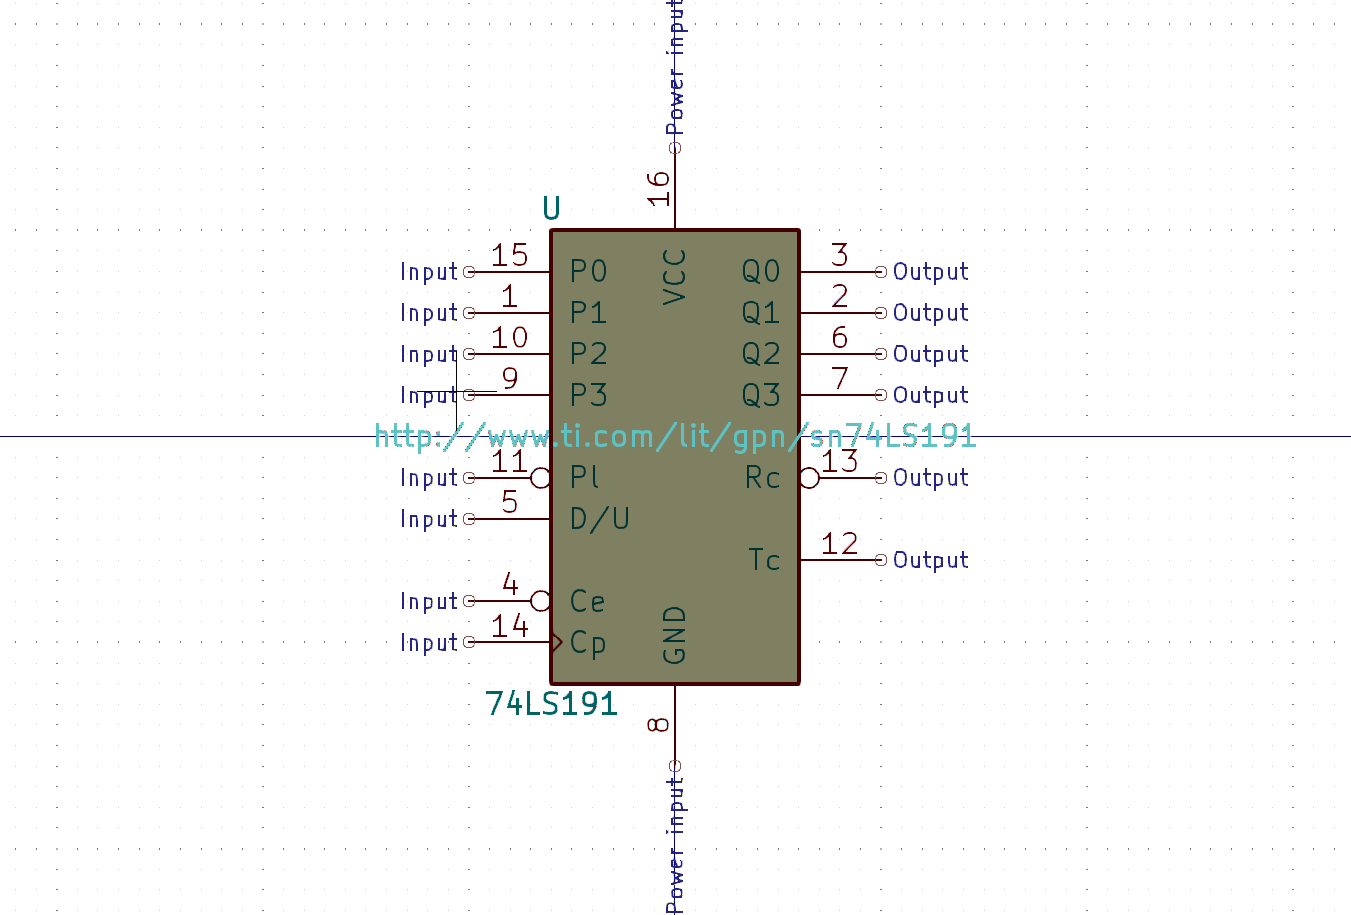 Power input
16
U
VCC
Input 15 P0 Q0 3 Output
Input 1 P1 Q1 2 Output
Input 10 P2 Q2 6 Output
Input 9 P3 Q3 7 Output
http://www.ti.com/lit/gpn/sn74LS191
Input 11 Pl Rc 13 Output
Input 5 D/U
Tc 12 Output
Input 4 Ce
Input 14 Cp
GND
74LS191
8
Power input